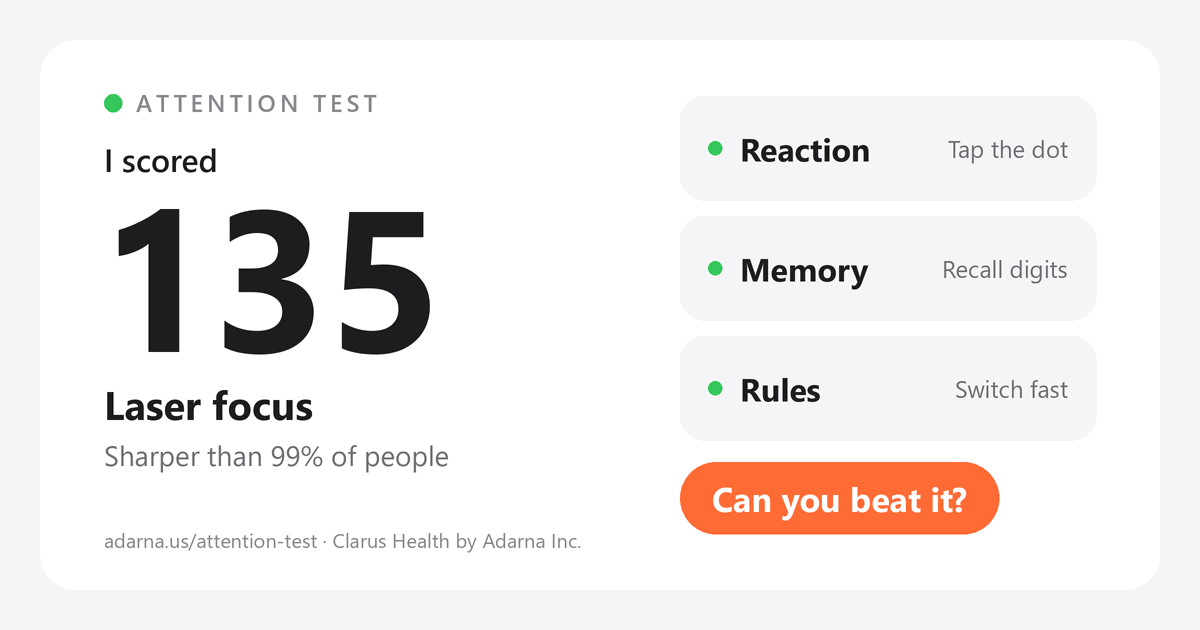 ATTENTION TEST
I scored
135
Laser focus
Sharper than 99% of people
adarna.us/attention-test · Clarus Health by Adarna Inc.
Reaction Tap the dot
Memory Recall digits
Rules Switch fast
Can you beat it?